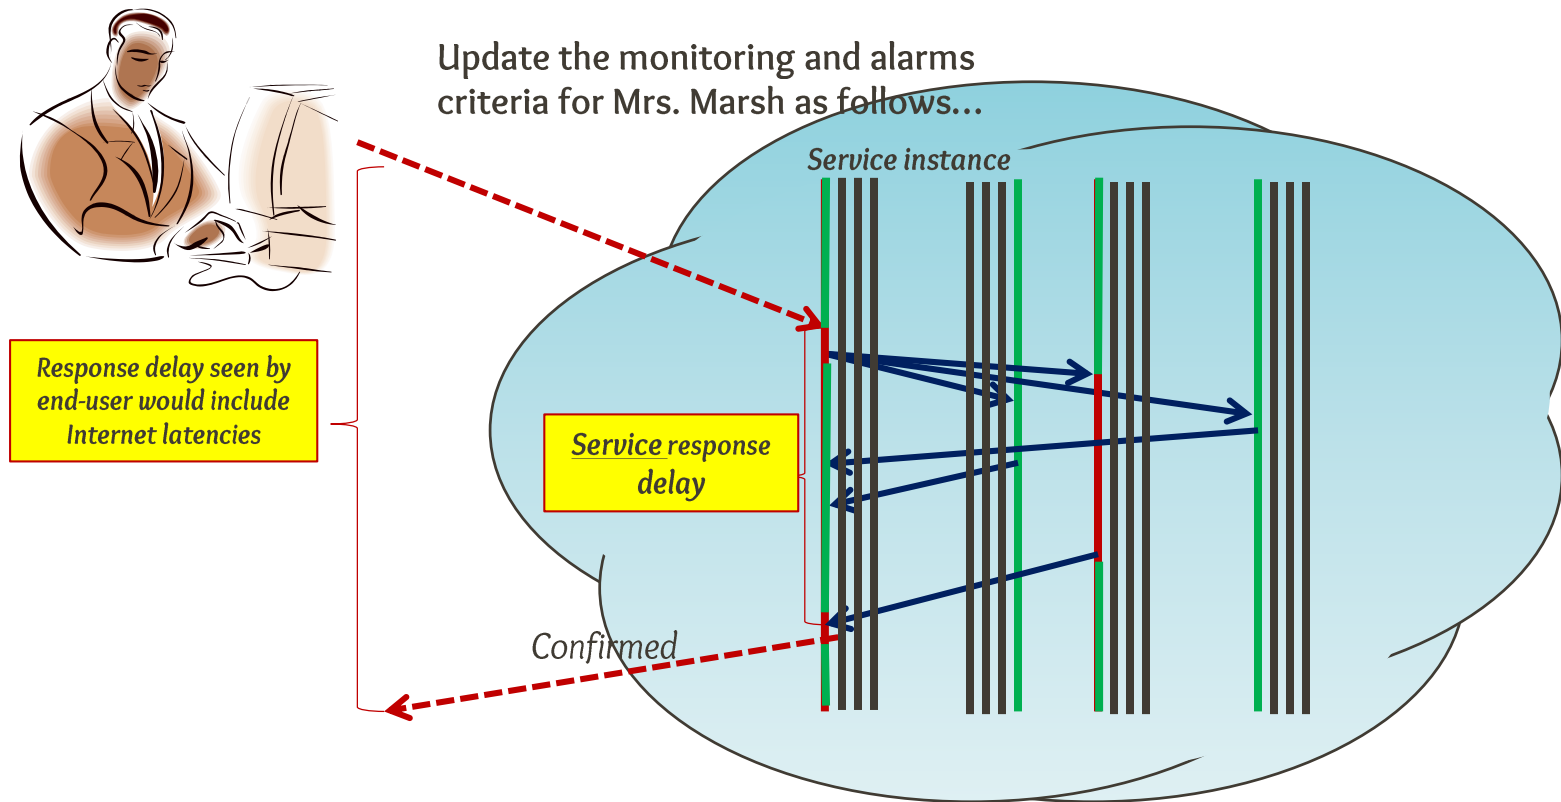 Update the monitoring and alarms
criteria for Mrs. Marsh as follows…
Service instance
Response delay seen by
end-user would include
Internet latencies
Service response
delay
Confirmed